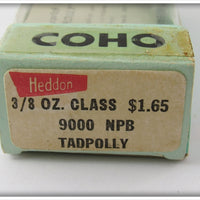 COHO
Heddon
3/8 OZ. CLASS $1.65
9000 NPB
TADPOLLY